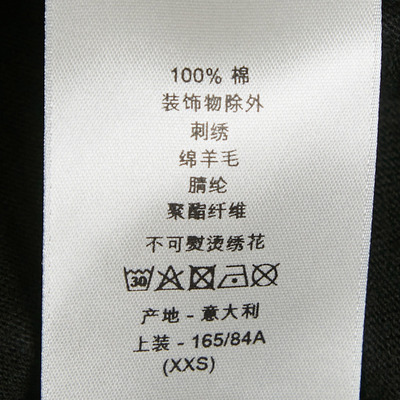 100% 棉
装饰物除外
刺绣
绵羊毛
腈纶
聚酯纤维
不可熨烫绣花
30
产地 - 意大利
上装 - 165/84A
(XXS)